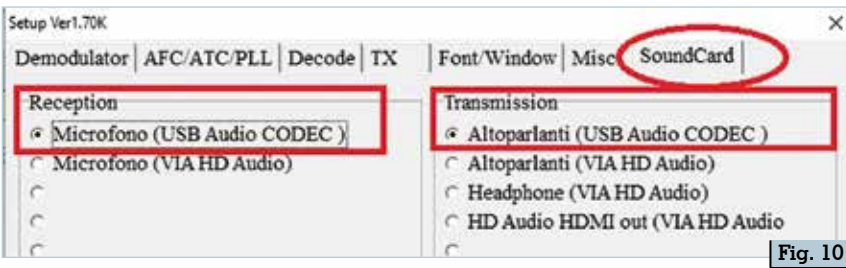 Setup Ver1.70K
Demodulator AFC/ATC/PLL Decode TX Font/Window Misc SoundCard
Reception
Microfono (USB Audio CODEC )
Microfono (VIA HD Audio)
Transmission
Altoparlanti (USB Audio CODEC )
Altoparlanti (VIA HD Audio)
Headphone (VIA HD Audio)
HD Audio HDMI out (VIA HD Audio
Fig. 10